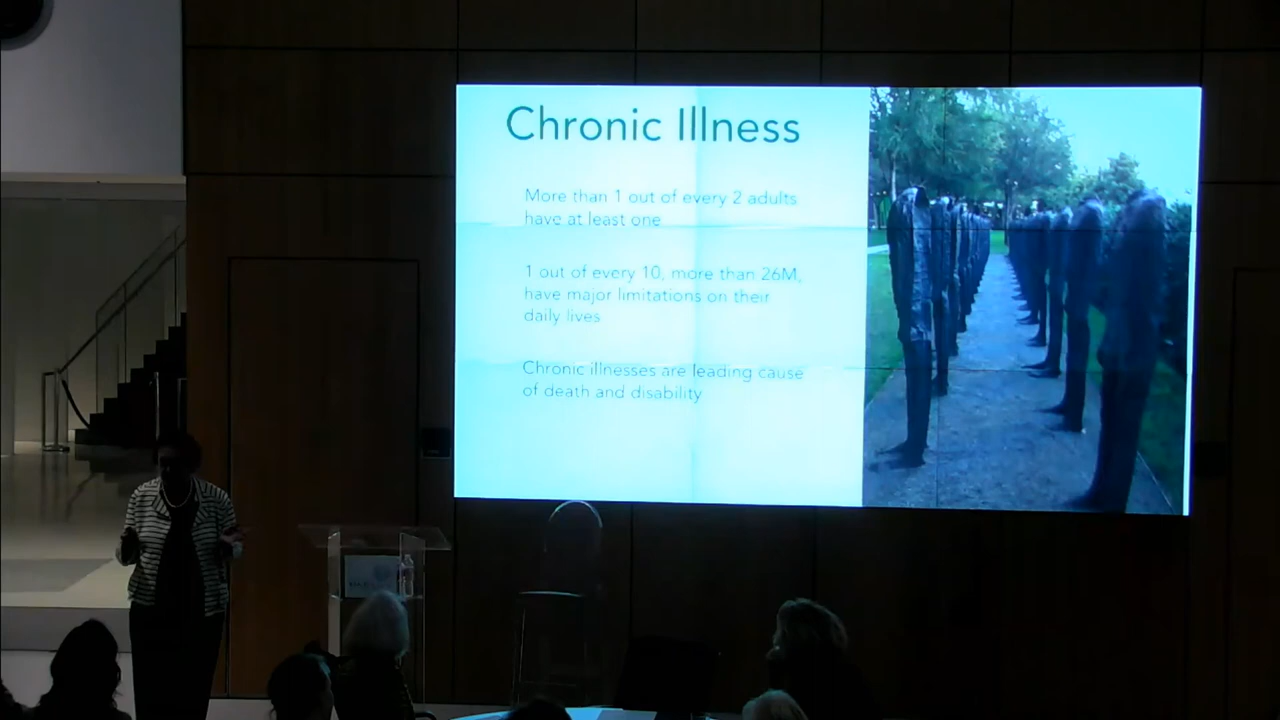 Chronic Illness
More than 1 out of every 2 adults
have at least one
1 out of every 10, more than 26M,
have major limitations on their
daily lives
Chronic illnesses are leading cause
of death and disability